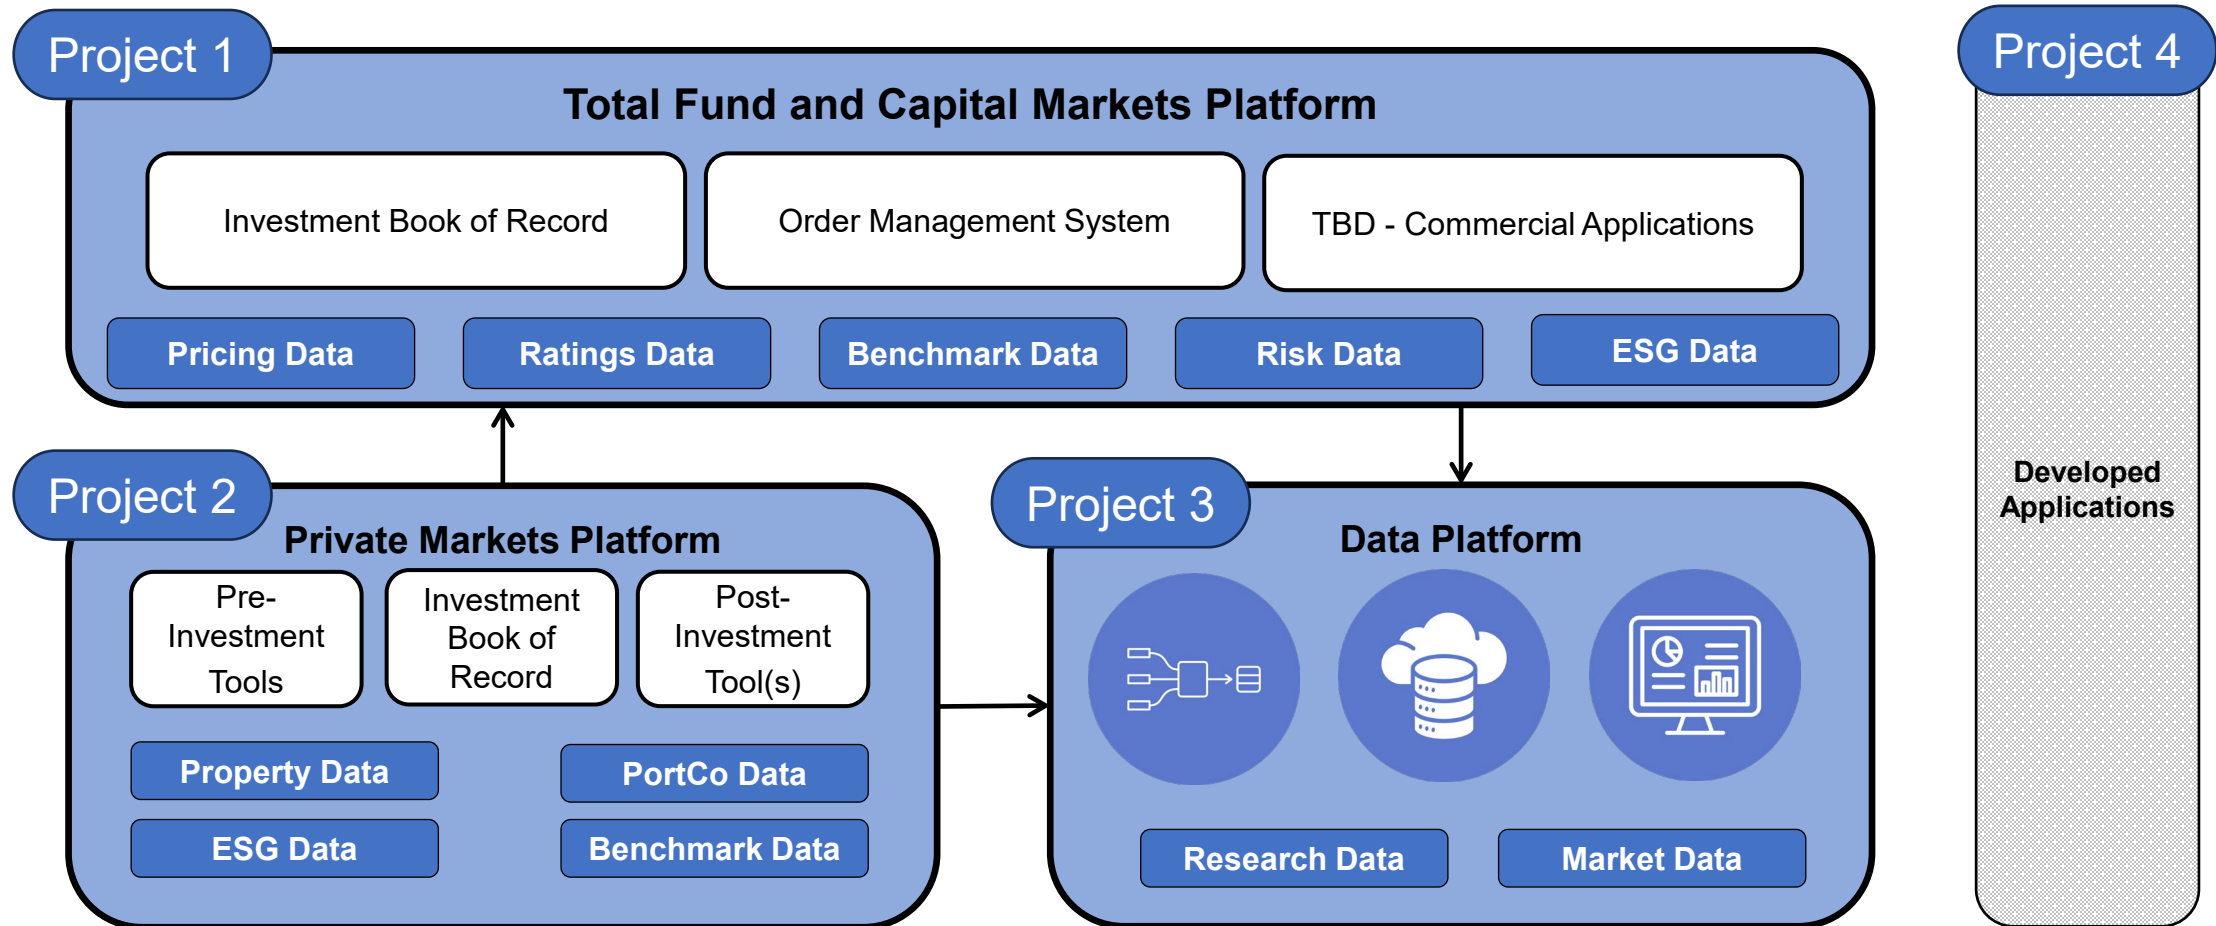 Project 1
Project 4
Total Fund and Capital Markets Platform
Investment Book of Record
Order Management System
TBD - Commercial Applications
Pricing Data
Ratings Data
Benchmark Data
Risk Data
ESG Data
Project 2
Private Markets Platform
Pre-
Investment
Tools
Investment
Book of
Record
Post-
Investment
Tool(s)
Property Data
PortCo Data
ESG Data
Benchmark Data
Project 3
Data Platform
Research Data
Market Data
Developed
Applications